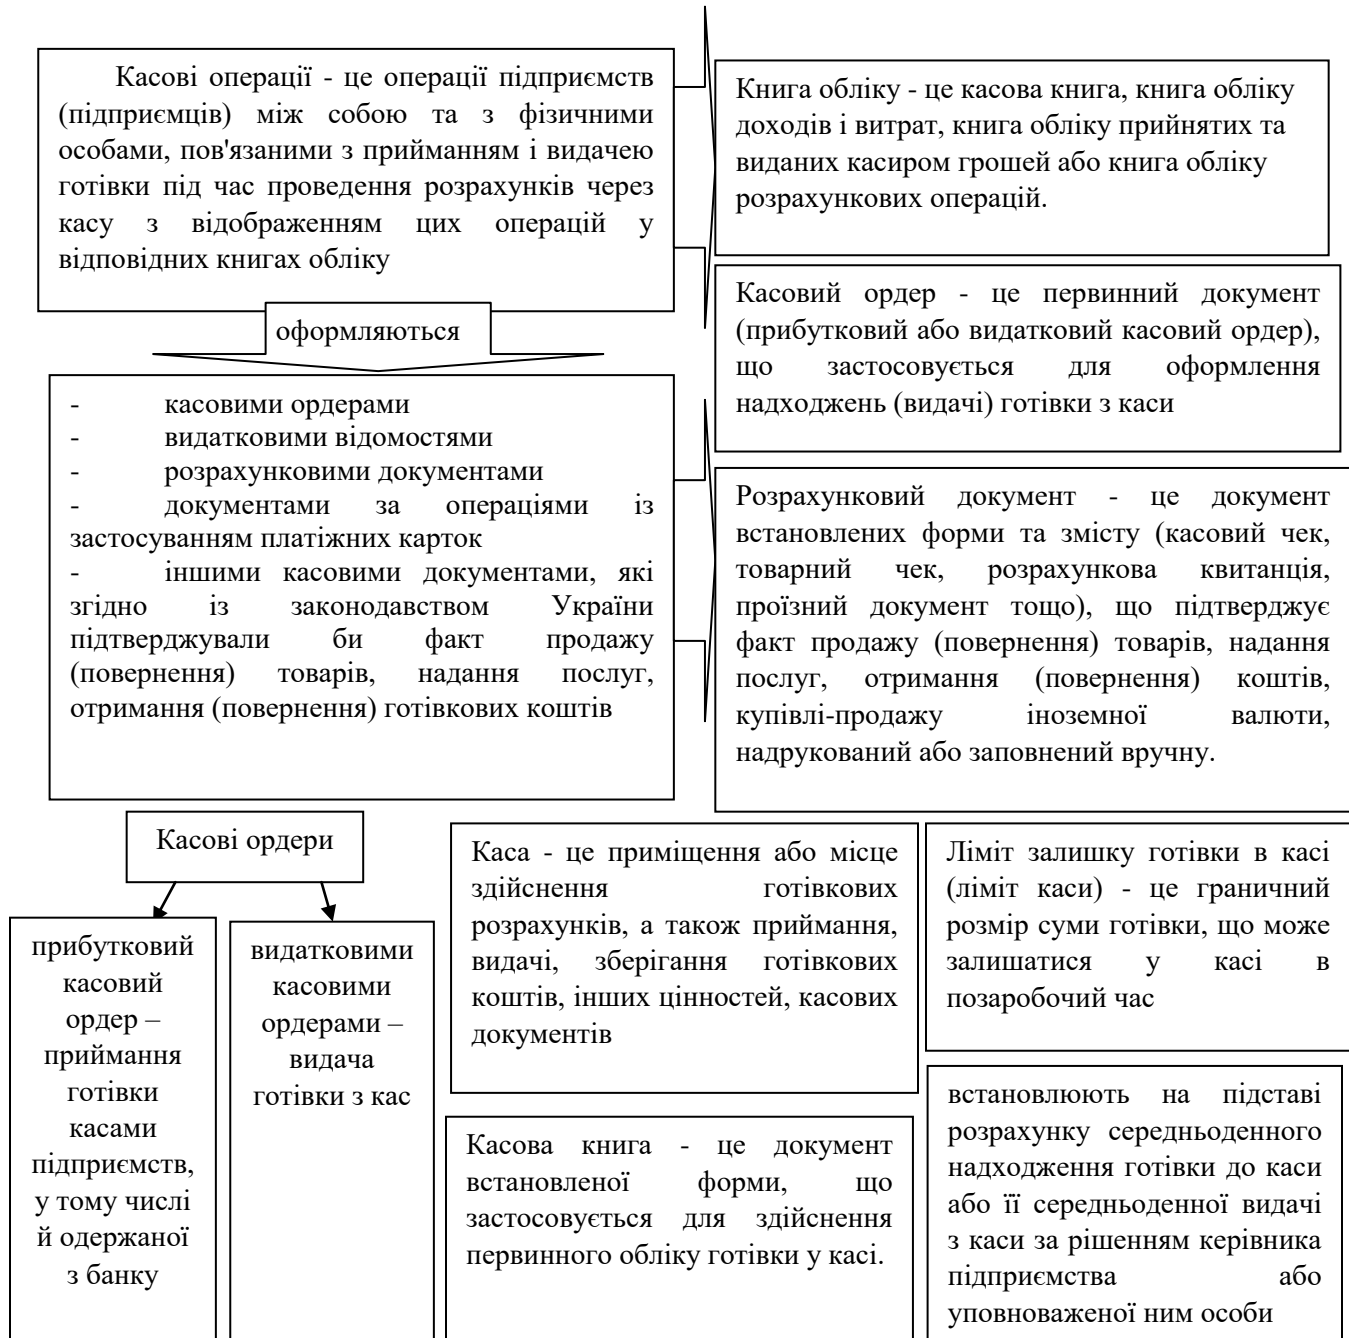 Касові операції - це операції підприємств
(підприємців) між собою та з фізичними
особами, пов'язаними з прийманням і видачею
готівки під час проведення розрахунків через
касу з відображенням цих операцій у
відповідних книгах обліку
Книга обліку - це касова книга, книга обліку
доходів і витрат, книга обліку прийнятих та
виданих касиром грошей або книга обліку
розрахункових операцій.
оформляються
Касовий ордер - це первинний документ
(прибутковий або видатковий касовий ордер),
що застосовується для оформлення
надходжень (видачі) готівки з каси
- касовими ордерами
- видатковими відомостями
- розрахунковими документами
- документами за операціями із
застосуванням платіжних карток
- іншими касовими документами, які
згідно із законодавством України
підтверджували би факт продажу
(повернення) товарів, надання послуг,
отримання (повернення) готівкових коштів
Розрахунковий документ - це документ
встановлених форми та змісту (касовий чек,
товарний чек, розрахункова квитанція,
проїзний документ тощо), що підтверджує
факт продажу (повернення) товарів, надання
послуг, отримання (повернення) коштів,
купівлі-продажу іноземної валюти,
надрукований або заповнений вручну.
Касові ордери
прибутковий
касовий
ордер –
приймання
готівки
касами
підприємств,
у тому числі
й одержаної
з банку
видатковими
касовими
ордерами –
видача
готівки з кас
Каса - це приміщення або місце
здійснення готівкових
розрахунків, а також приймання,
видачі, зберігання готівкових
коштів, інших цінностей, касових
документів
Ліміт залишку готівки в касі
(ліміт каси) - це граничний
розмір суми готівки, що може
залишатися у касі в
позаробочий час
Касова книга - це документ
встановленої форми, що
застосовується для здійснення
первинного обліку готівки у касі.
встановлюють на підставі
розрахунку середньоденного
надходження готівки до каси
або її середньоденної видачі
з каси за рішенням керівника
підприємства або
уповноваженої ним особи